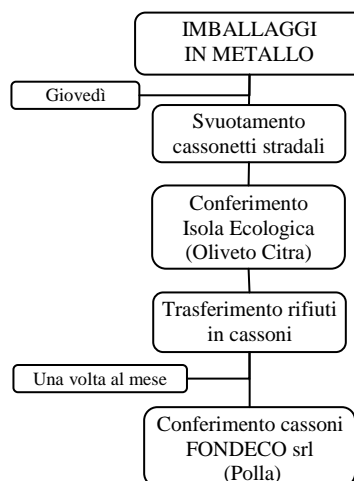 IMBALLAGGI
IN METALLO
Giovedì
Svuotamento
cassonetti stradali
Conferimento
Isola Ecologica
(Oliveto Citra)
Trasferimento rifiuti
in cassoni
Una volta al mese
Conferimento cassoni
FONDECO srl
(Polla)